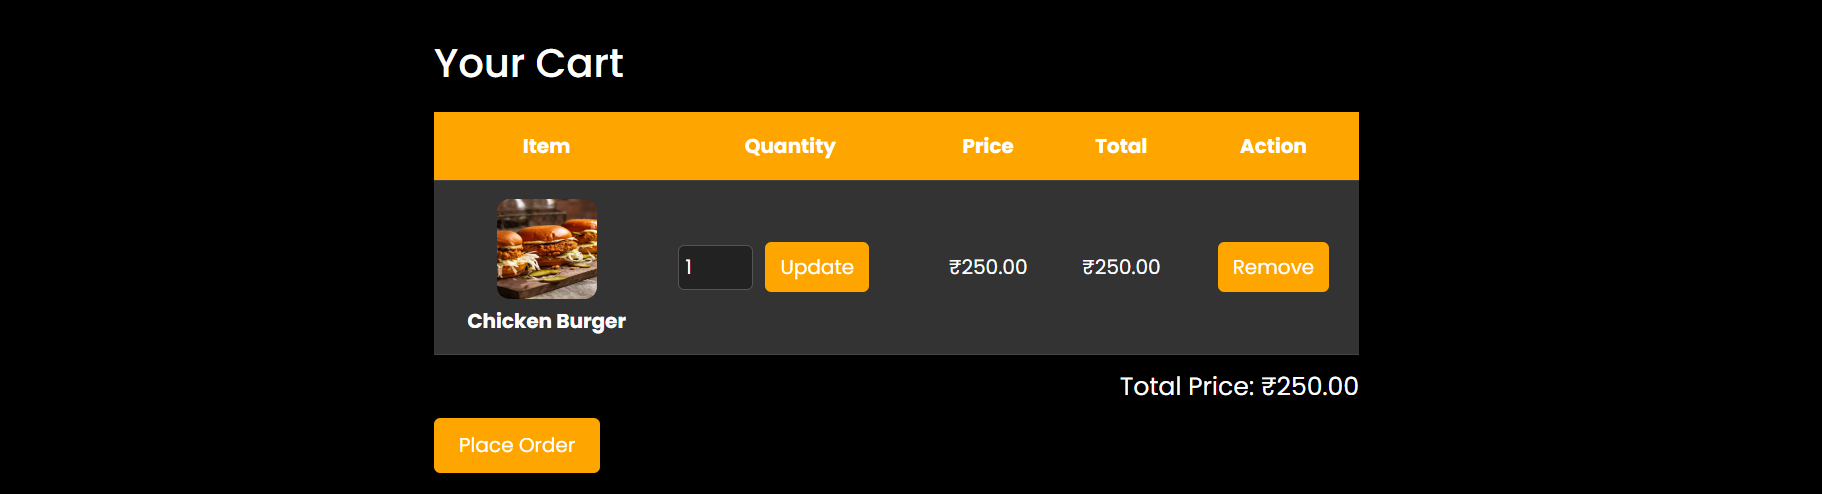 Your Cart
Item Quantity Price Total Action
1 Update ₹250.00 ₹250.00 Remove
Chicken Burger
Total Price: ₹250.00
Place Order